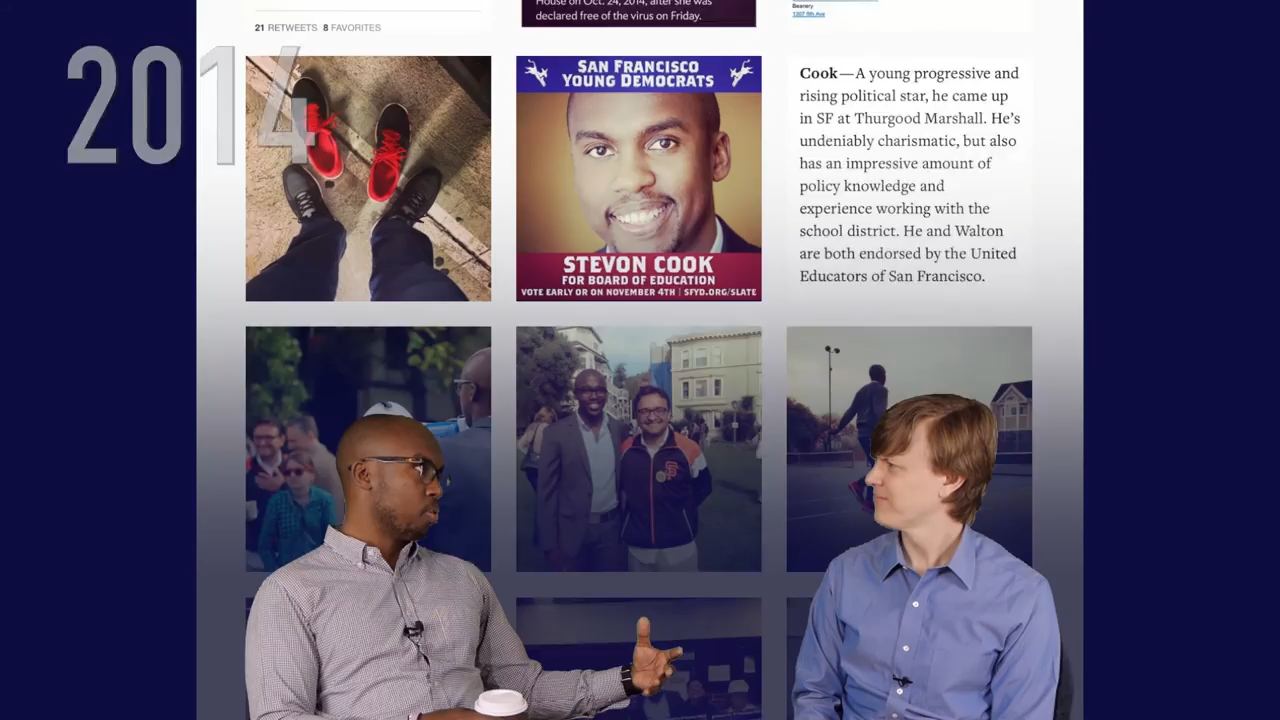 House on Oct. 24, 2014, after she was
declared free of the virus on Friday.
Beanery
1307 9th Ave
21 RETWEETS 8 FAVORITES
2014
SAN FRANCISCO
YOUNG DEMOCRATS
STEVON COOK
FOR BOARD OF EDUCATION
VOTE EARLY OR ON NOVEMBER 4TH | SFYD.ORG/SLATE
Cook—A young progressive and
rising political star, he came up
in SF at Thurgood Marshall. He's
undeniably charismatic, but also
has an impressive amount of
policy knowledge and
experience working with the
school district. He and Walton
are both endorsed by the United
Educators of San Francisco.